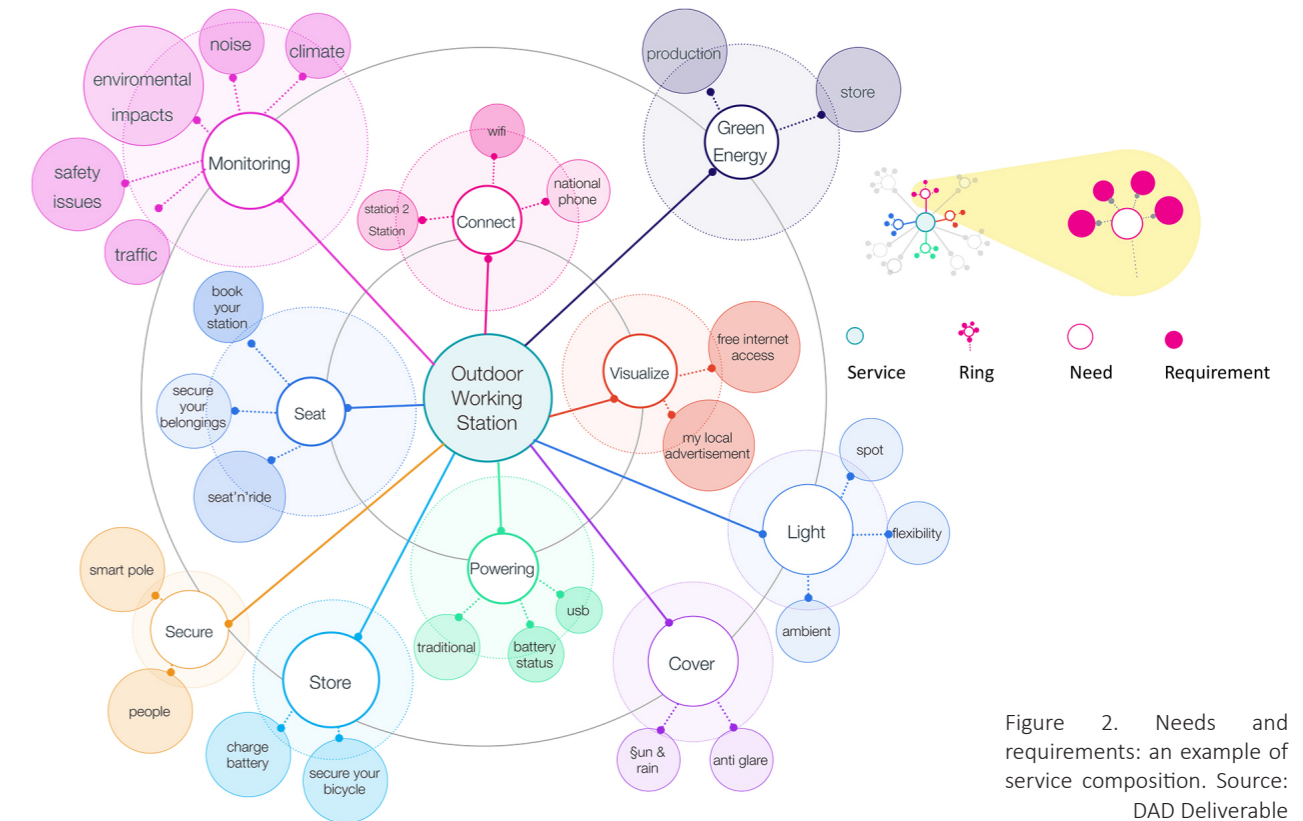 noise
climate
enviromental
impacts
safety
issues
traffic
Monitoring
wifi
station 2
Station
national
phone
Connect
production
store
Green
Energy
book
your
station
secure
your
belongings
seat'n'ride
Seat
Outdoor
Working
Station
Visualize
free internet
access
my local
advertisement
Service
Ring
Need
Requirement
spot
flexibility
ambient
Light
smart pole
Secure
people
Store
charge
battery
secure your
bicycle
Powering
traditional
battery
status
usb
Cover
§un &
rain
anti glare
Figure 2. Needs and
requirements: an example of
service composition. Source:
DAD Deliverable